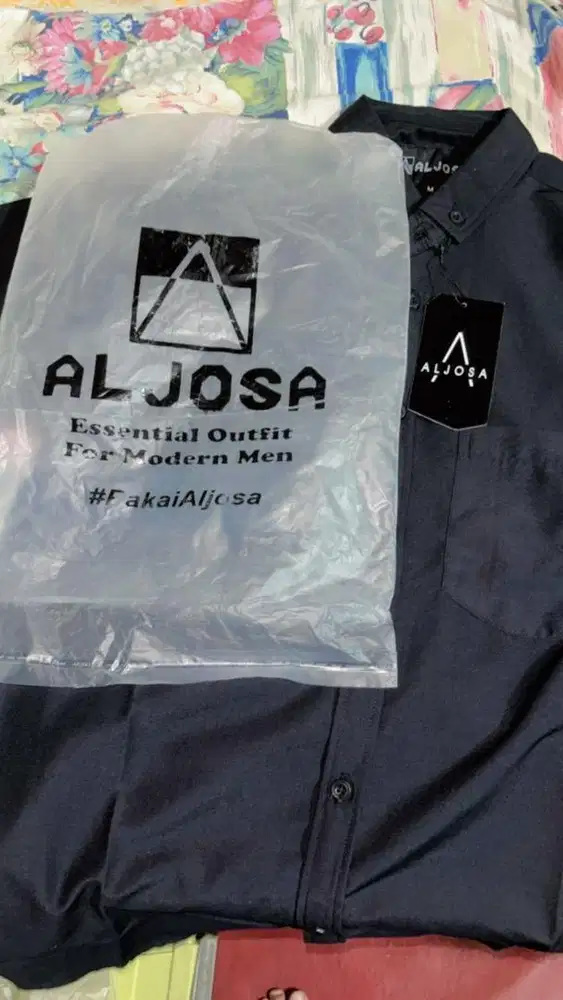 ALJOSA
Essential Outfit
For Modern Men
#PakaiAljosa
ALJOSA
M
ALJOSA